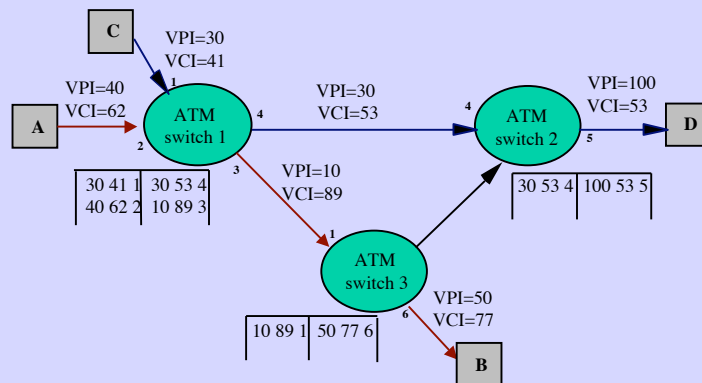 C
VPI=30
VCI=41
1
VPI=40
VCI=62
A
2
ATM
switch 1
4
3
VPI=30
VCI=53
4
ATM
switch 2
5
VPI=100
VCI=53
D
30 41 1 30 53 4
40 62 2 10 89 3
VPI=10
VCI=89
30 53 4 100 53 5
1
ATM
switch 3
6
VPI=50
VCI=77
10 89 1 50 77 6
B